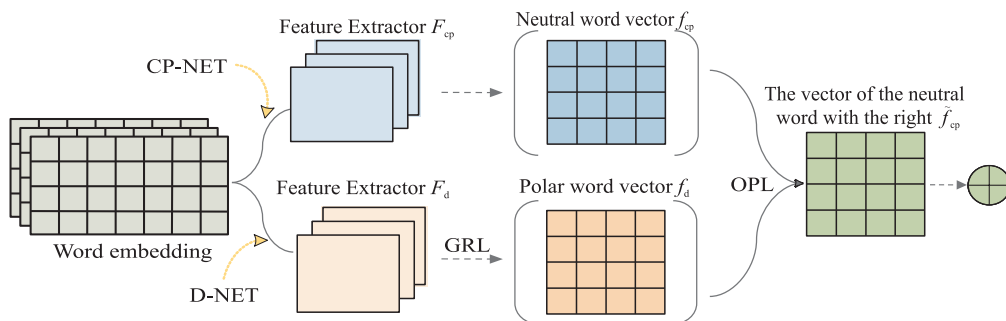 Feature Extractor F_cp
Neutral word vector f_cp
CP-NET
The vector of the neutral
word with the right f̃_cp
Feature Extractor F_d
Polar word vector f_d
OPL
Word embedding
GRL
D-NET